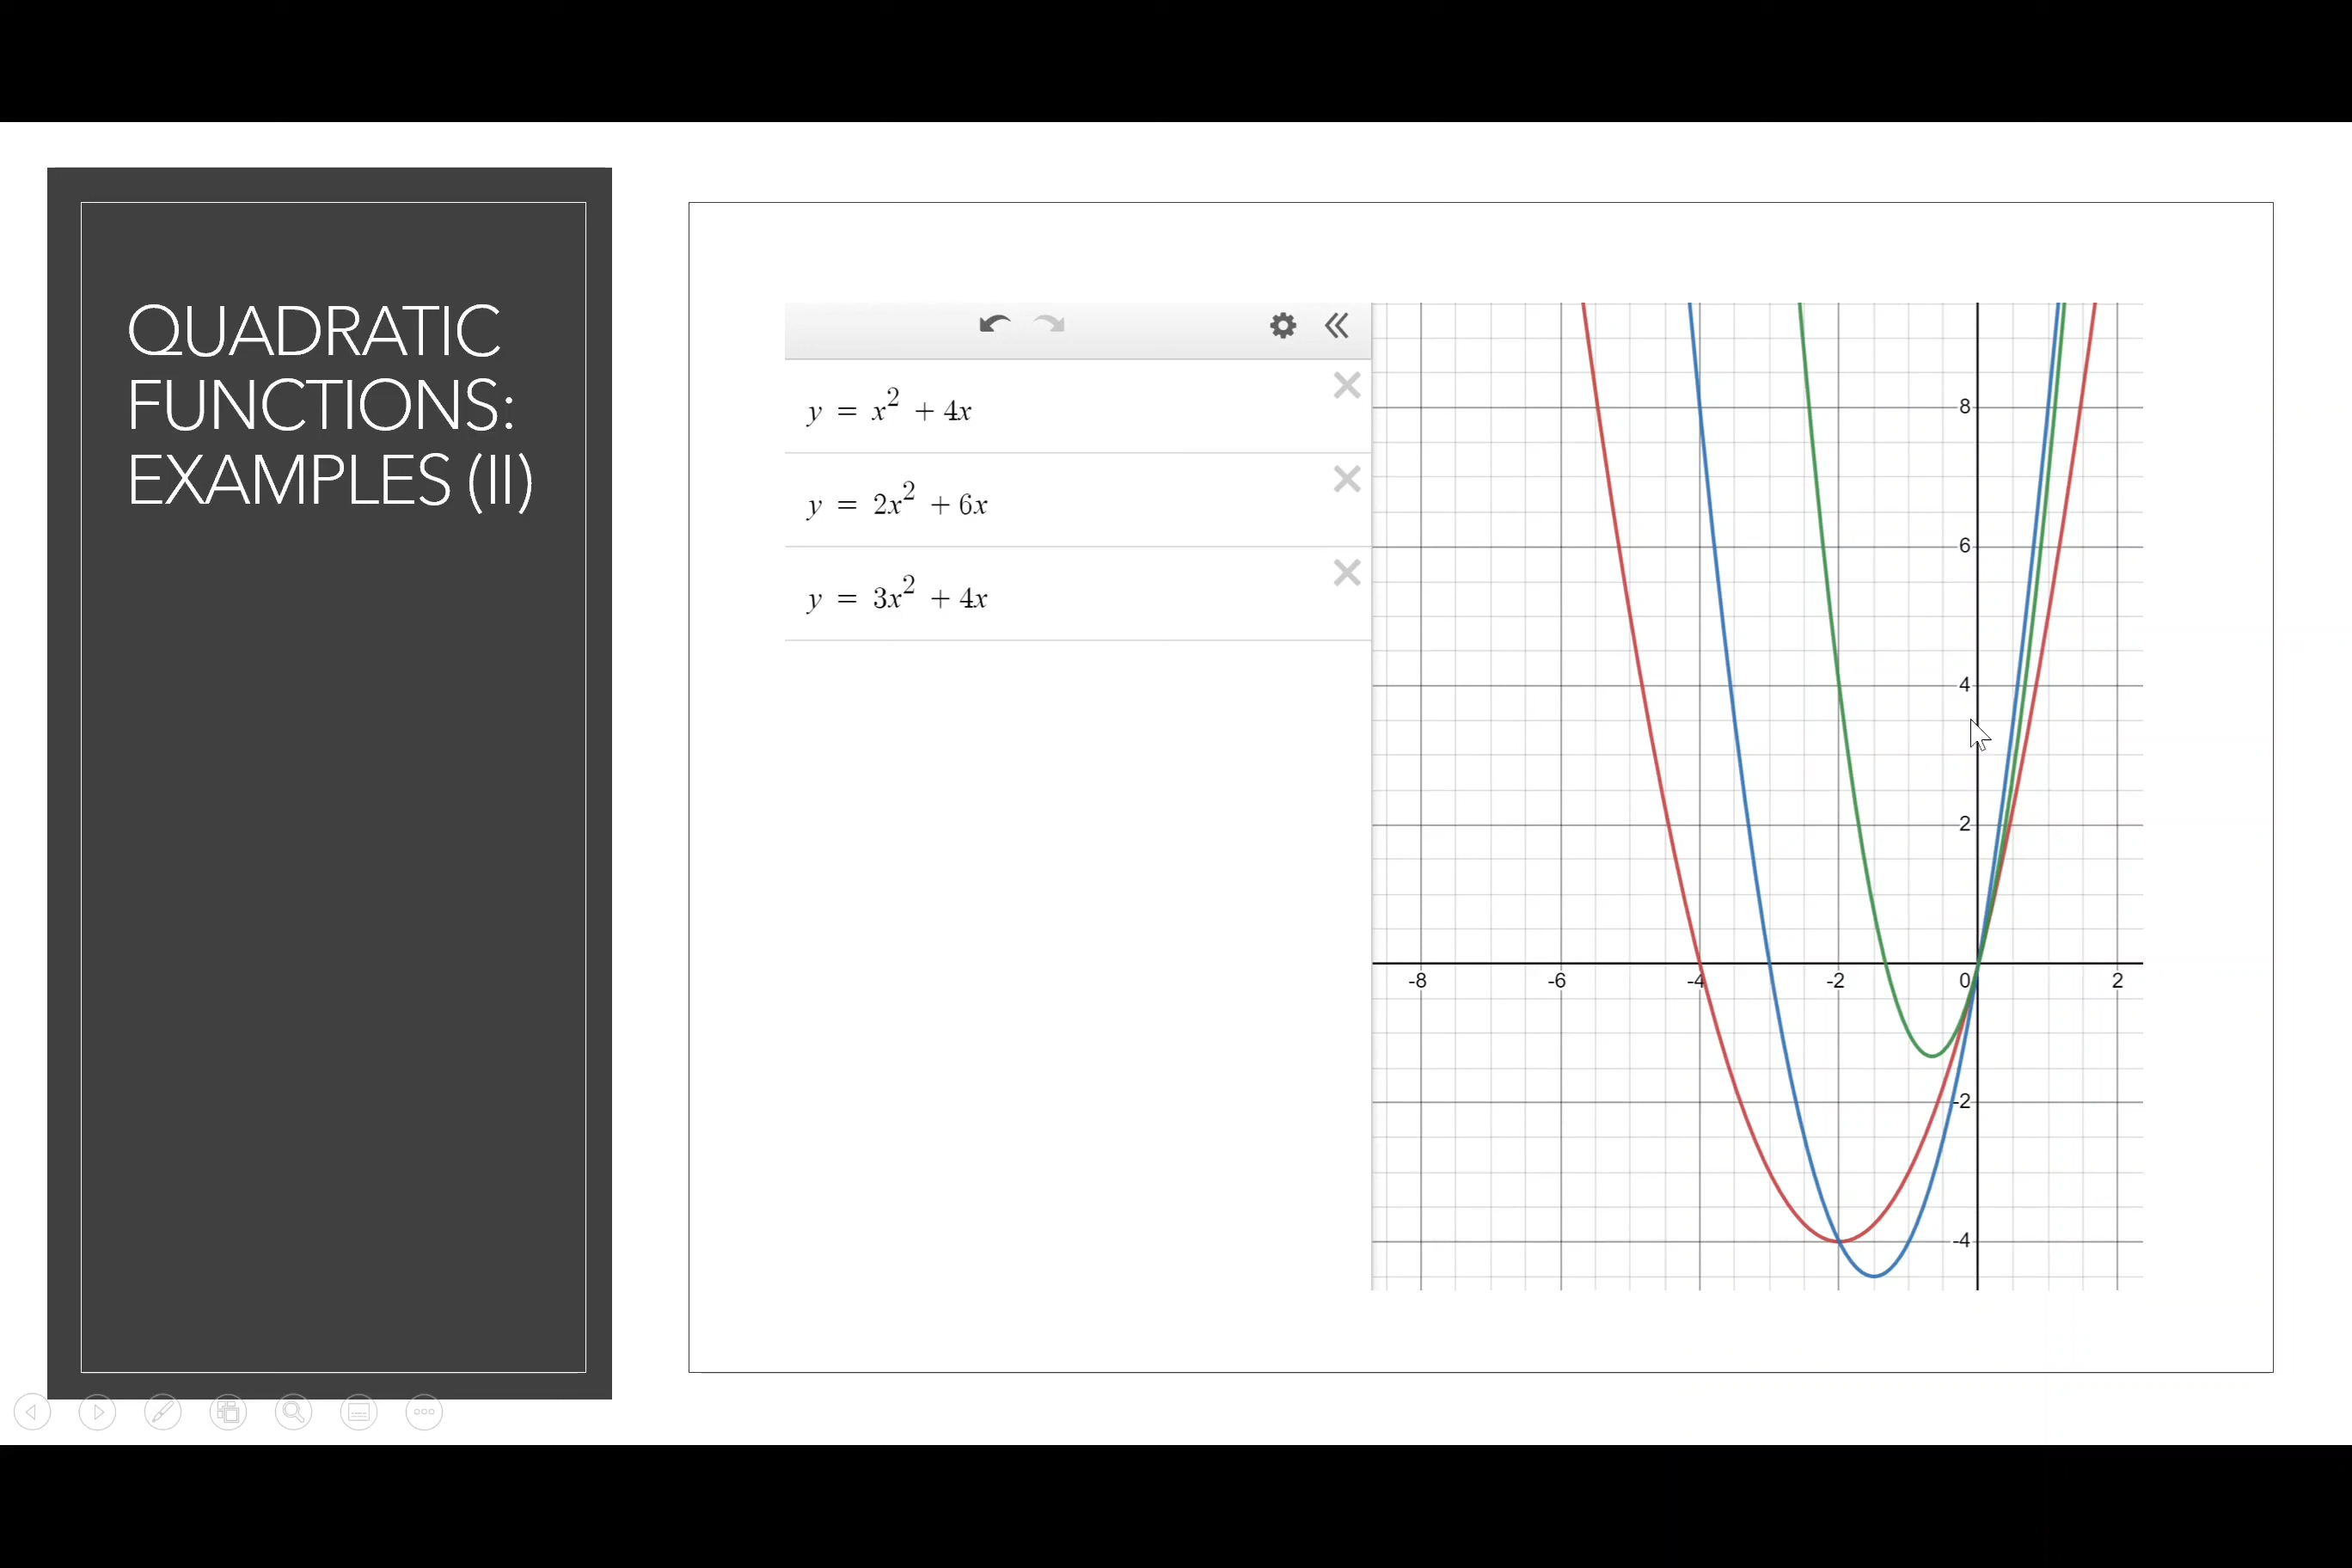 QUADRATIC
FUNCTIONS:
EXAMPLES (II)
y = x² + 4x
y = 2x² + 6x
y = 3x² + 4x
8
6
4
2
-8 -6 -4 -2 0 2
-2
-4